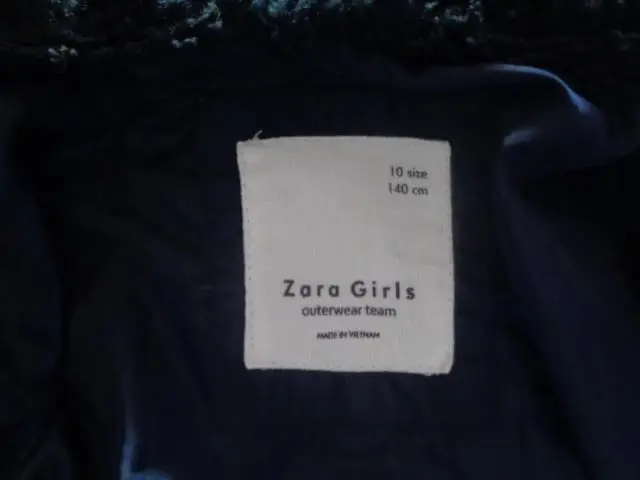 10 size
140 cm
Zara Girls
outerwear team
MADE IN VIETNAM